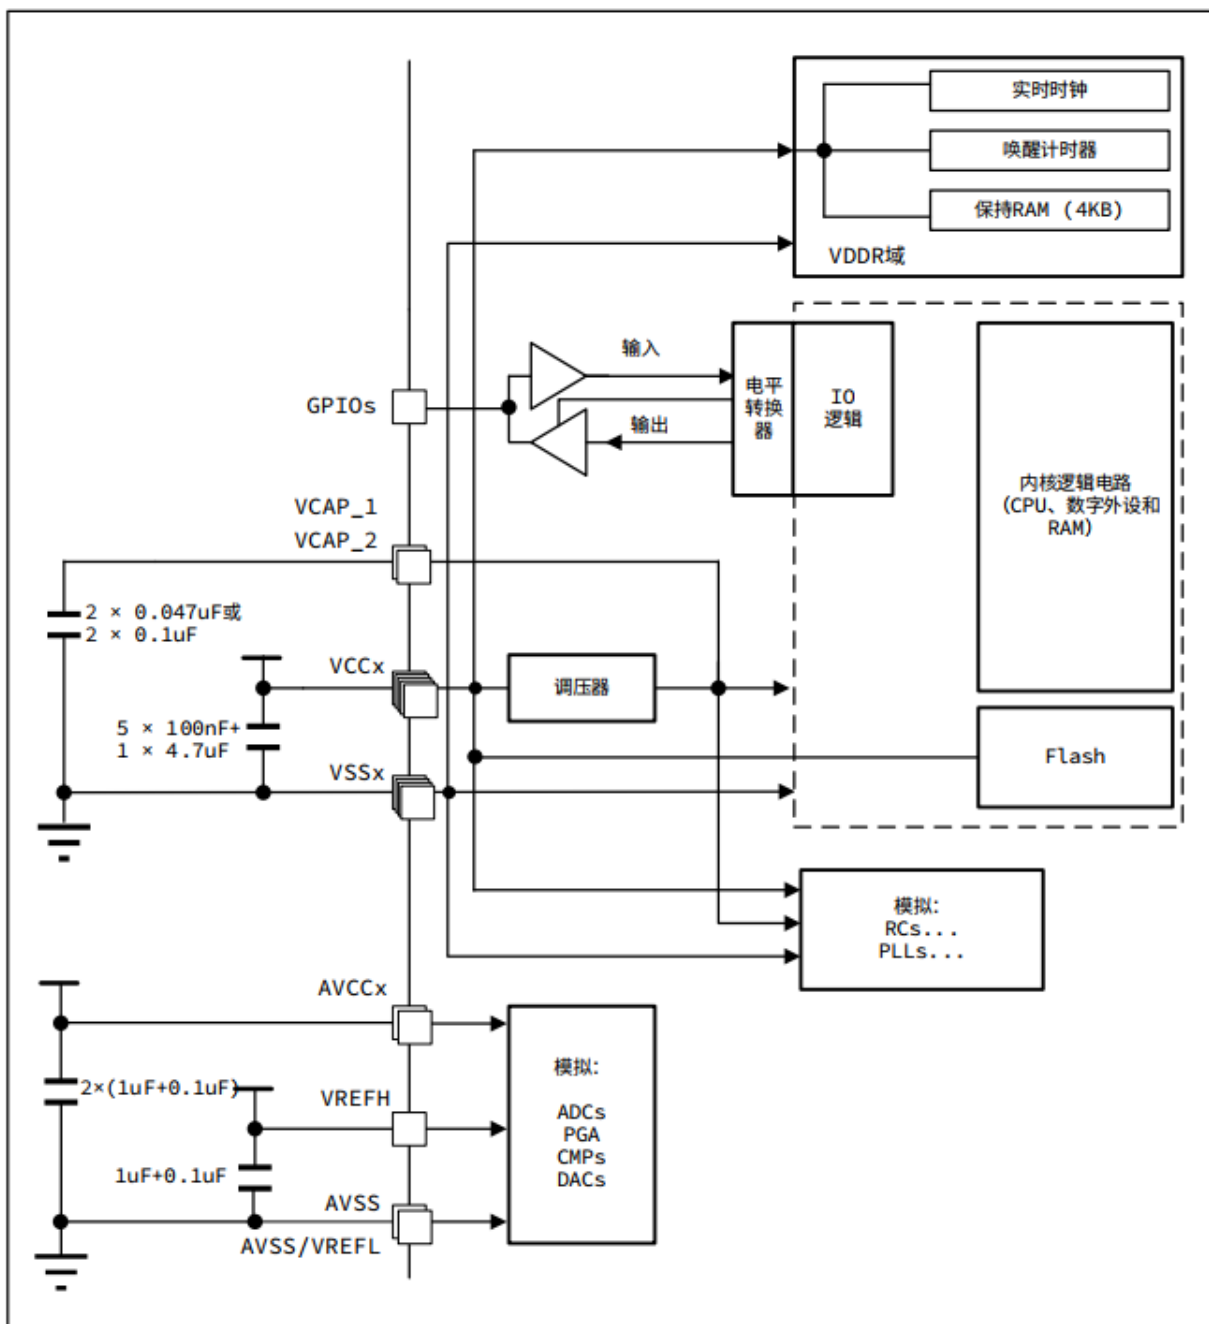 实时时钟
唤醒计时器
保持RAM (4KB)
VDDR域
输入
GPIOs
电平
转换
器
IO
逻辑
输出
内核逻辑电路
(CPU、数字外设和
RAM)
VCAP_1
VCAP_2
2 × 0.047uF或
2 × 0.1uF
VCCx
调压器
5 × 100nF+
1 × 4.7uF
VSSx
Flash
模拟:
RCs...
PLLs...
AVCCx
2×(1uF+0.1uF)
VREFH
模拟:
ADCs
PGA
CMPs
DACs
1uF+0.1uF
AVSS
AVSS/VREFL